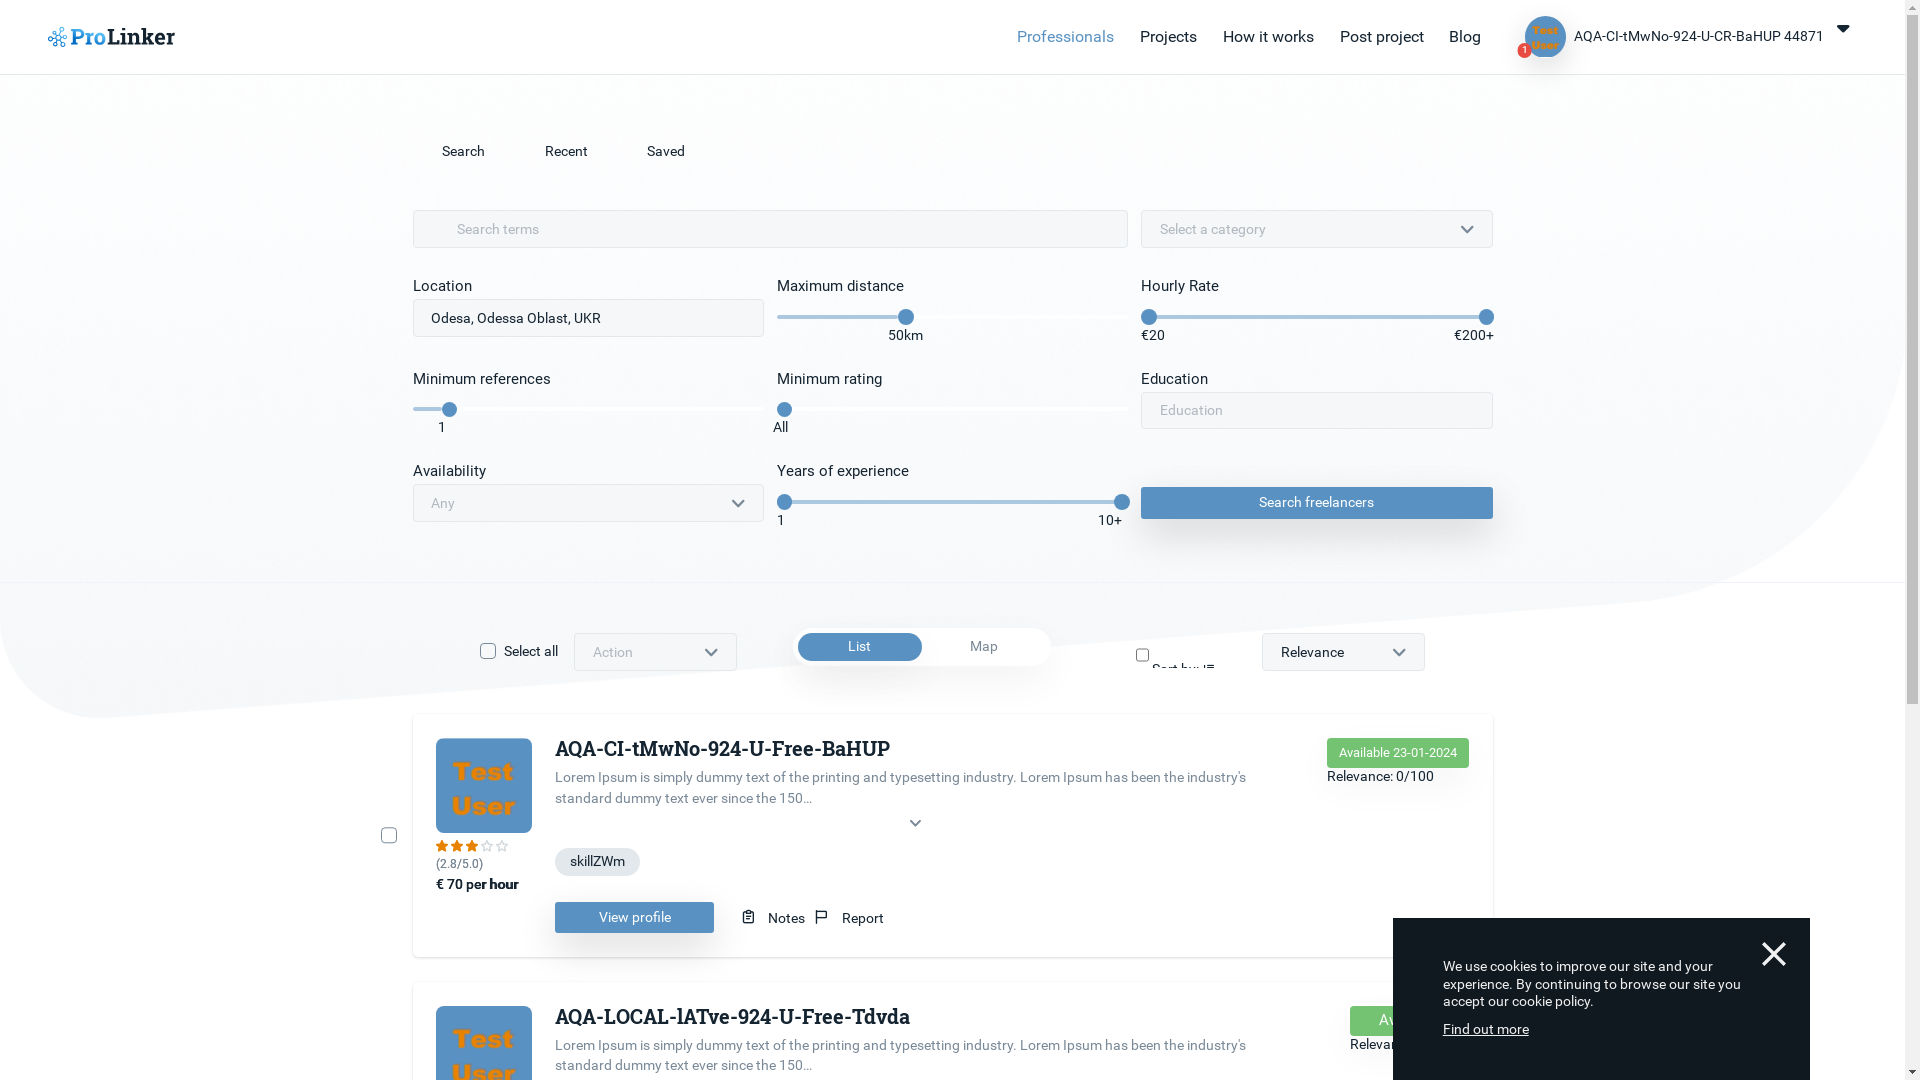 ProLinker
Professionals
Projects
How it works
Post project
Blog
Test
User
1
AQA-CI-tMwNo-924-U-CR-BaHUP 44871
Search
Recent
Saved
Search terms
Select a category
Location
Maximum distance
Hourly Rate
Odesa, Odessa Oblast, UKR
50km
€20
€200+
Minimum references
Minimum rating
Education
1
All
Education
Availability
Years of experience
Any
1
10+
Search freelancers
Select all
Action
List
Map
Sort by:
Relevance
Test
User
(2.8/5.0)
€ 70 per hour
AQA-CI-tMwNo-924-U-Free-BaHUP
Lorem Ipsum is simply dummy text of the printing and typesetting industry. Lorem Ipsum has been the industry's
standard dummy text ever since the 150...
Available 23-01-2024
Relevance: 0/100
skillZWm
View profile
Notes
Report
Test
User
AQA-LOCAL-lATve-924-U-Free-Tdvda
Lorem Ipsum is simply dummy text of the printing and typesetting industry. Lorem Ipsum has been the industry's
standard dummy text ever since the 150...
We use cookies to improve our site and your
experience. By continuing to browse our site you
accept our cookie policy.
Find out more